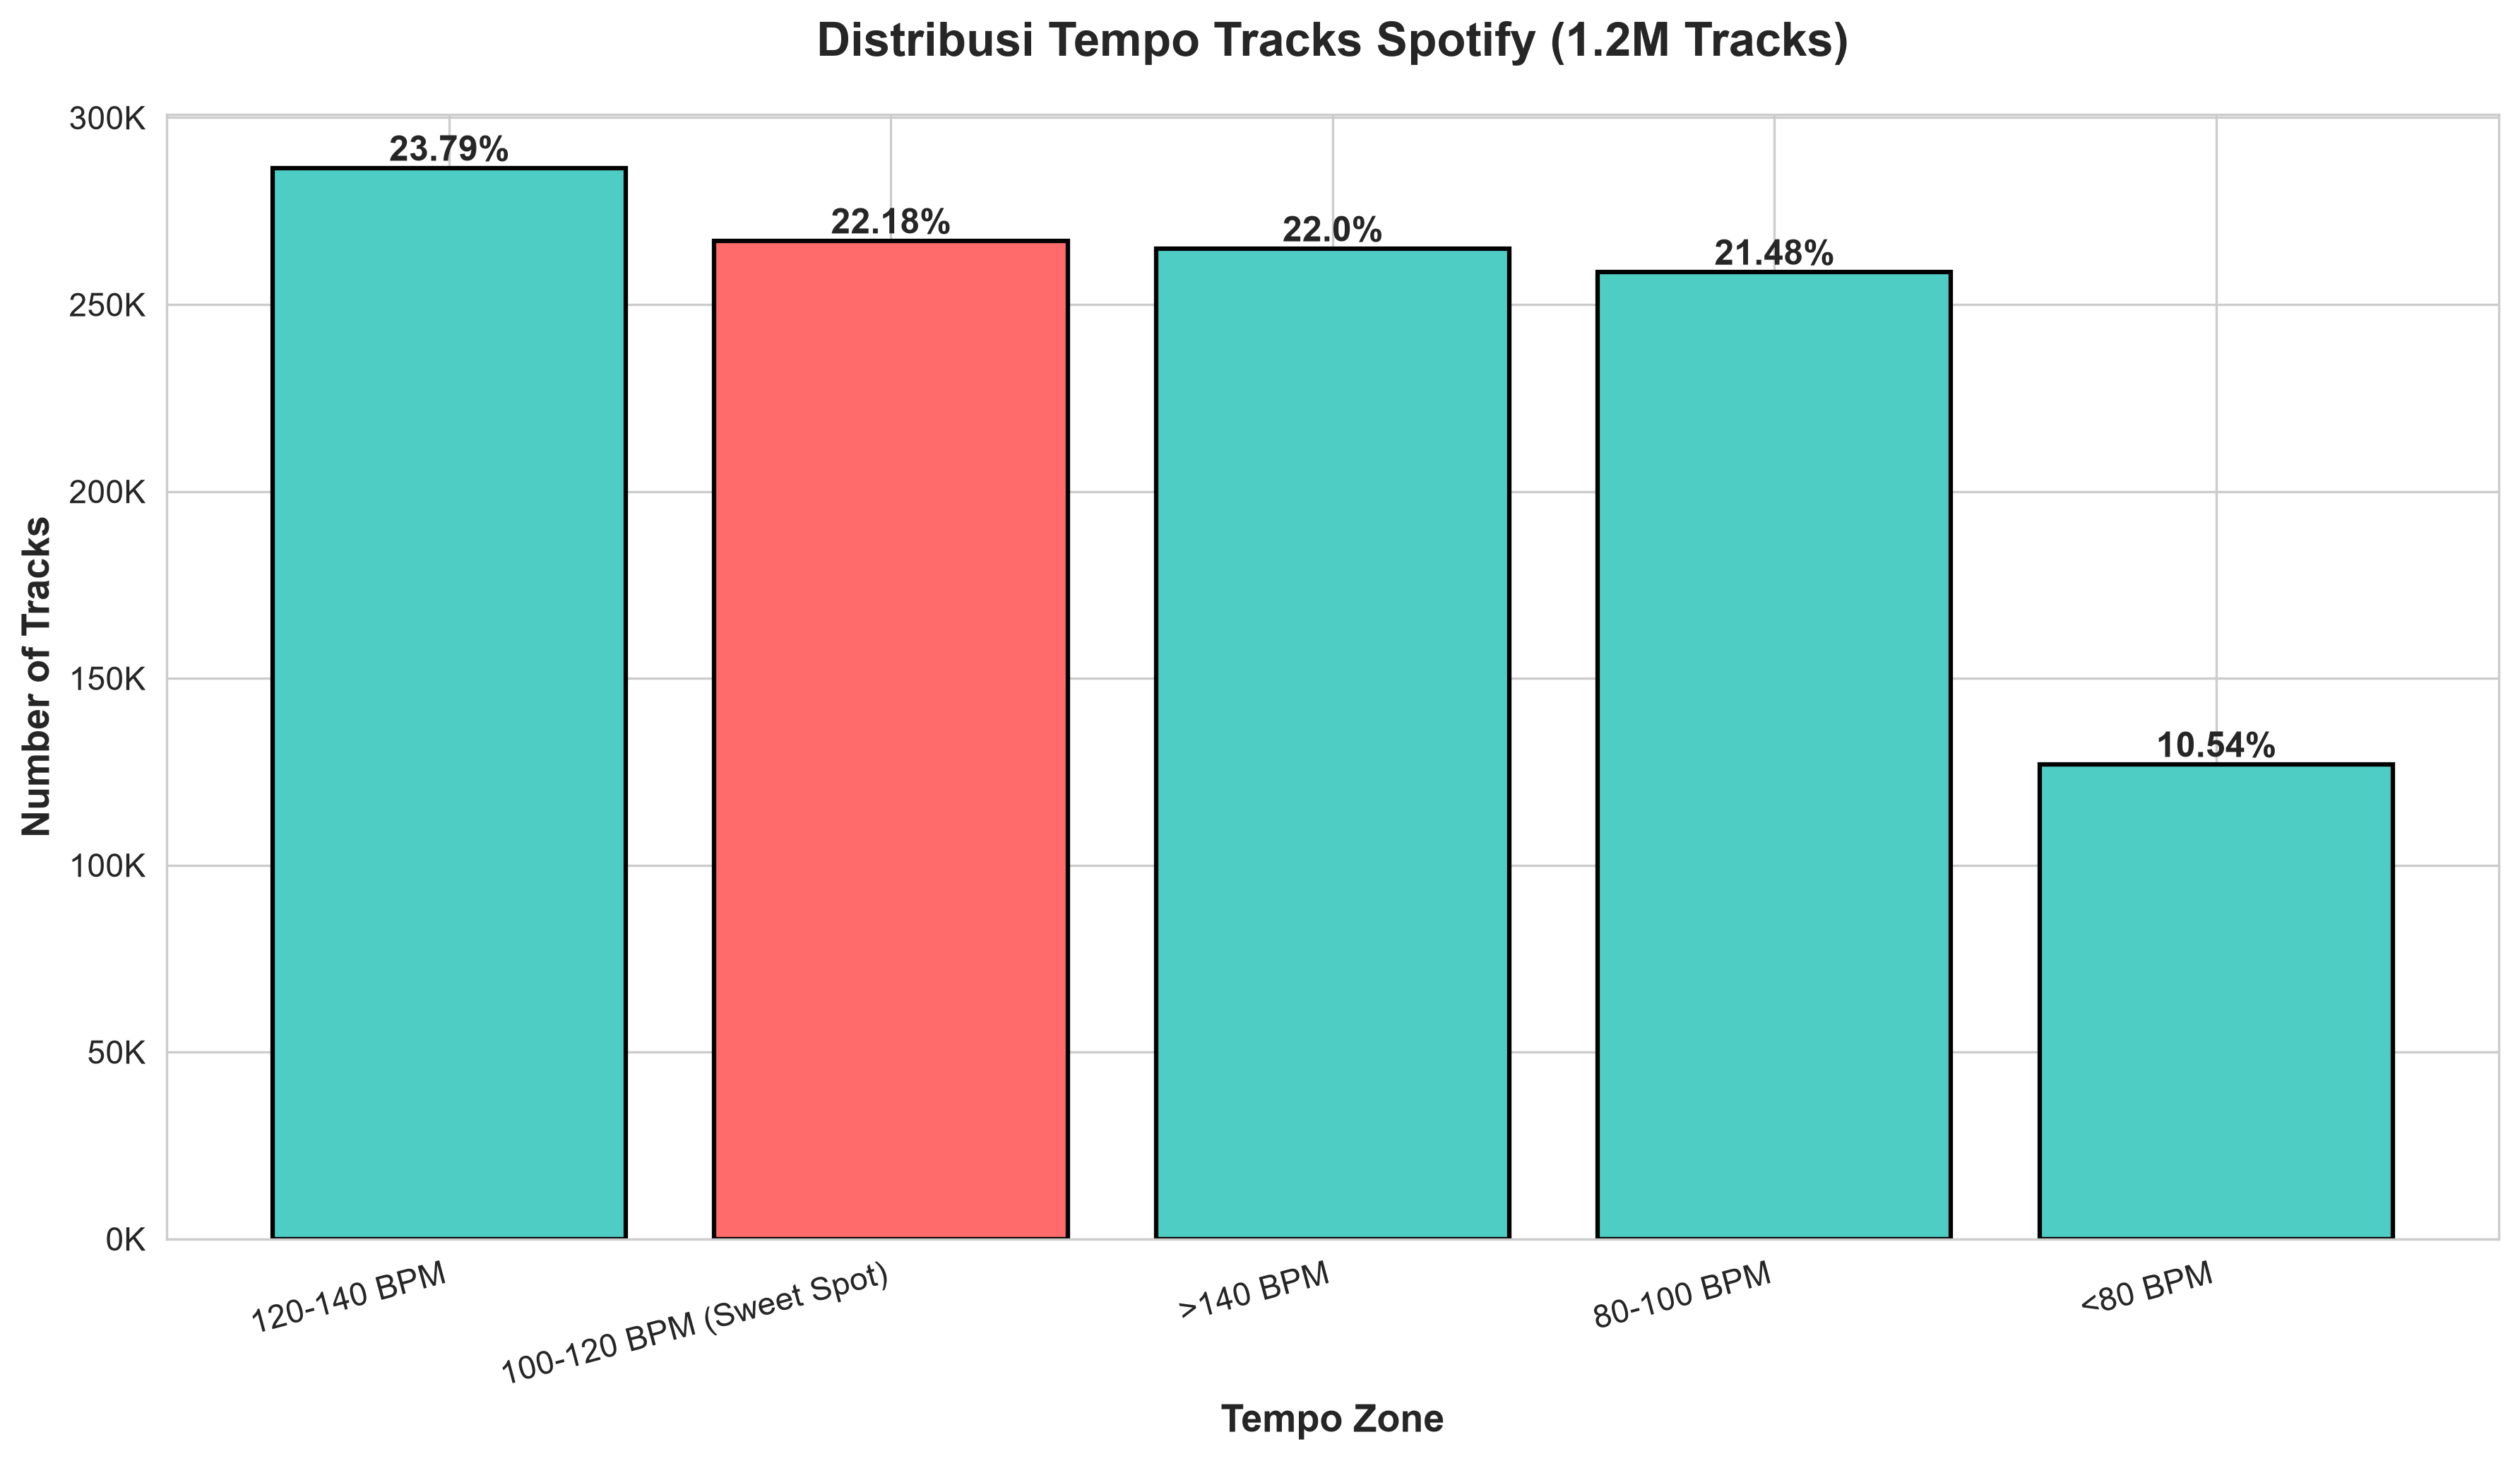 Distribusi Tempo Tracks Spotify (1.2M Tracks)
300K
250K
200K
150K
100K
50K
0K
Number of Tracks
23.79%
22.18%
22.0%
21.48%
10.54%
120-140 BPM
100-120 BPM (Sweet Spot)
>140 BPM
80-100 BPM
<80 BPM
Tempo Zone